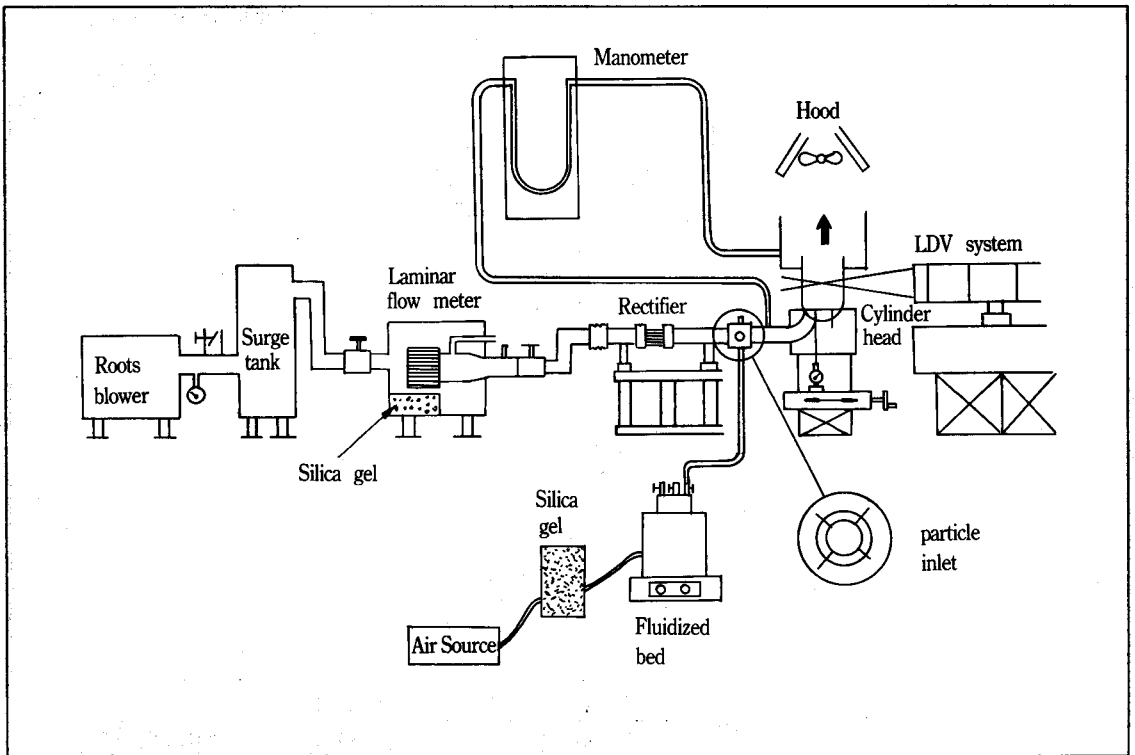 Manometer
Hood
LDV system
Laminar
flow meter
Rectifier
Cylinder
head
Surge
tank
Roots
blower
Silica gel
Silica
gel
particle
inlet
Air Source
Fluidized
bed